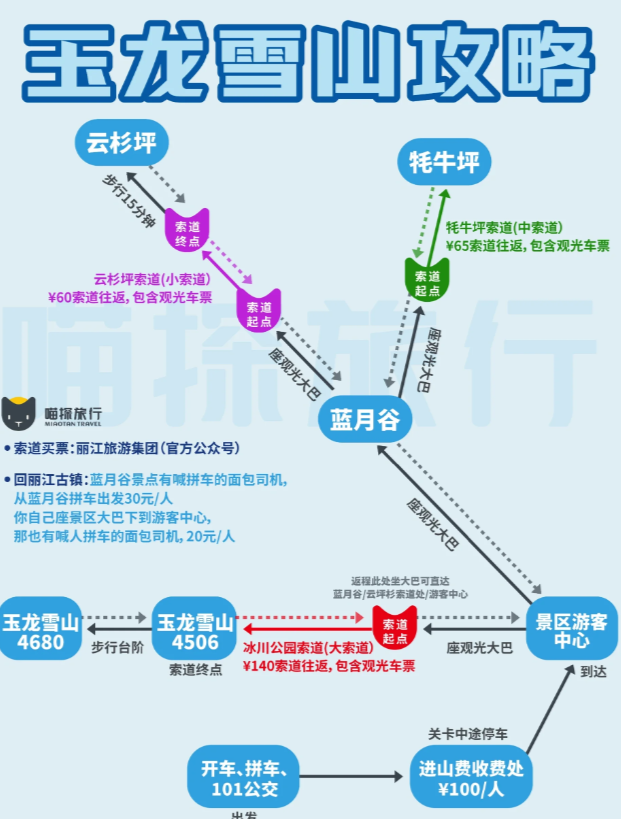 玉龙雪山攻略
云杉坪
牦牛坪
步行15分钟
索道
终点
牦牛坪索道(中索道)
¥65索道往返,包含观光车票
云杉坪索道(小索道)
¥60索道往返,包含观光车票
索道
起点
索道
起点
座观光大巴
座观光大巴
喵探旅行
蓝月谷
喵探旅行
MIAOTAN TRAVEL
•索道买票:丽江旅游集团(官方公众号)
•回丽江古镇:蓝月谷景点有喊拼车的面包司机,
从蓝月谷拼车出发30元/人
你自己座景区大巴下到游客中心,
那也有喊人拼车的面包司机,20元/人
座观光大巴
返程此处坐大巴可直达
蓝月谷/云坪杉索道处/游客中心
玉龙雪山
4680
步行台阶
玉龙雪山
4506
索道终点
索道
起点
冰川公园索道(大索道)
¥140索道往返,包含观光车票
座观光大巴
景区游客
中心
到达
关卡中途停车
开车、拼车、
101公交
进山费收费处
¥100/人
出发